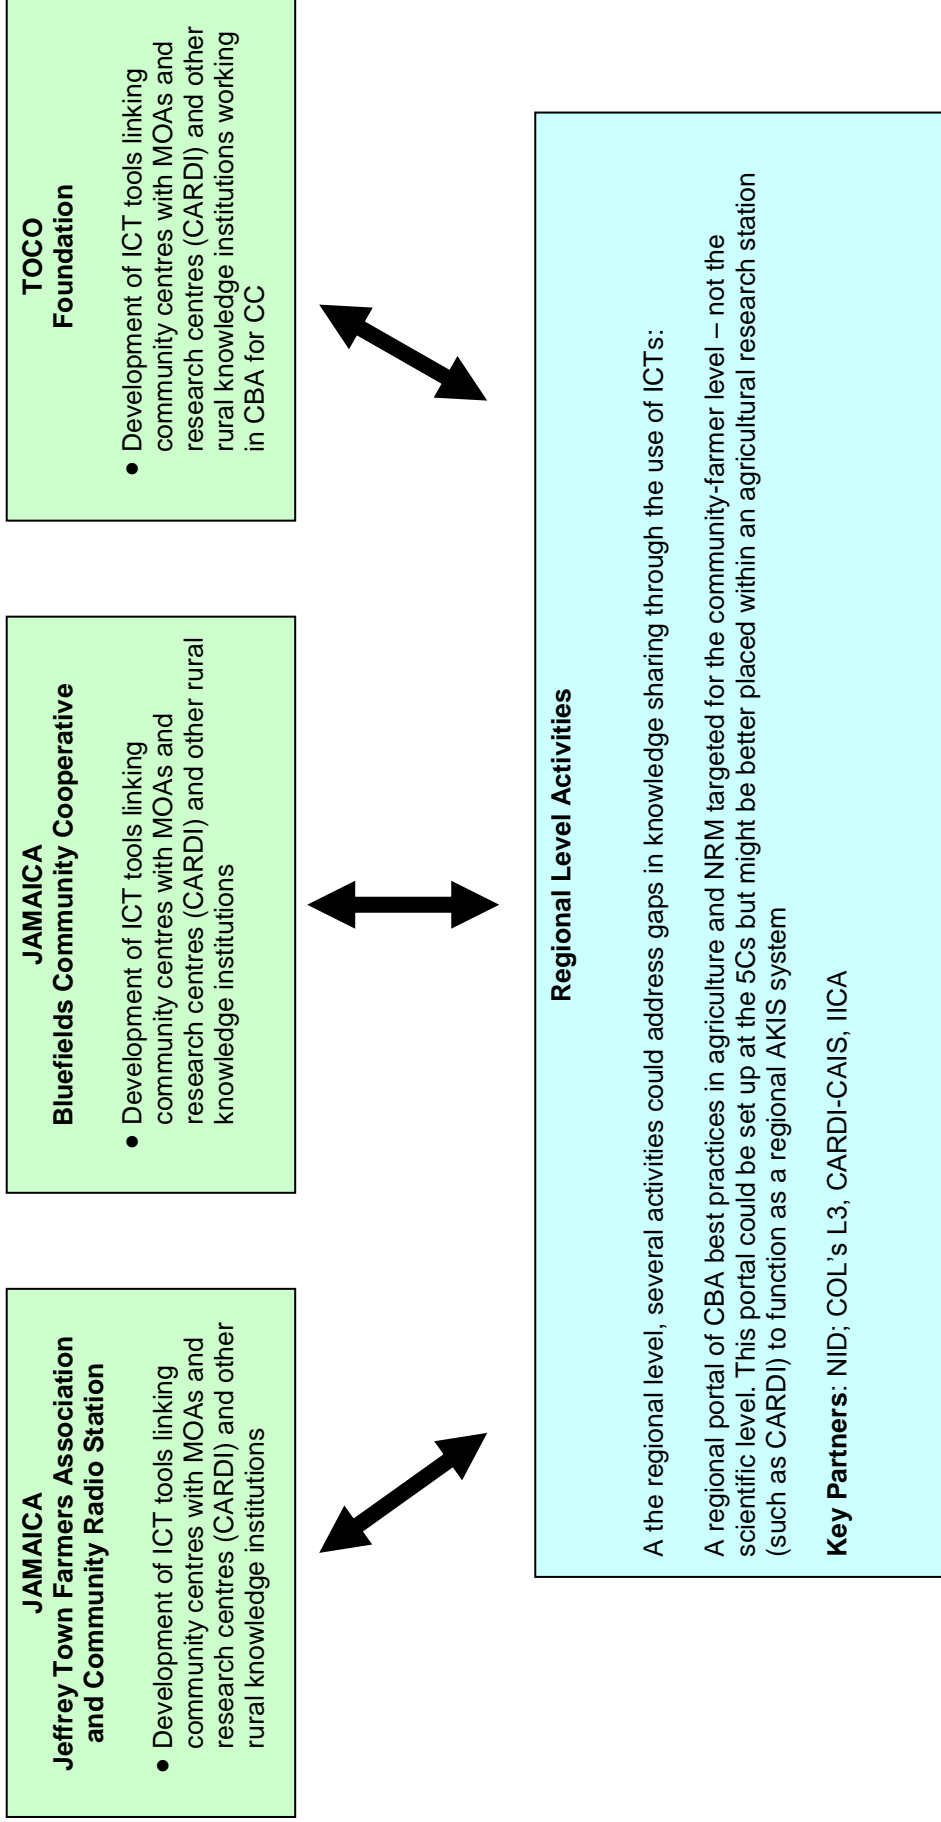 JAMAICA
Jeffrey Town Farmers Association
and Community Radio Station
● Development of ICT tools linking
community centres with MOAs and
research centres (CARDI) and other
rural knowledge institutions
JAMAICA
Bluefields Community Cooperative
● Development of ICT tools linking
community centres with MOAs and
research centres (CARDI) and other rural
knowledge institutions
TOCO
Foundation
● Development of ICT tools linking
community centres with MOAs and
research centres (CARDI) and other
rural knowledge institutions working
in CBA for CC
Regional Level Activities
A the regional level, several activities could address gaps in knowledge sharing through the use of ICTs:
A regional portal of CBA best practices in agriculture and NRM targeted for the community-farmer level – not the
scientific level. This portal could be set up at the 5Cs but might be better placed within an agricultural research station
(such as CARDI) to function as a regional AKIS system
Key Partners: NID; COL’s L3, CARDI-CAIS, IICA